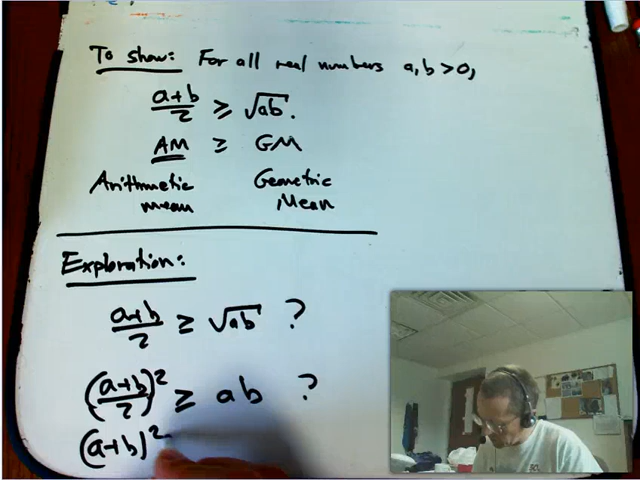 To show: For all real numbers a, b > 0,
a+b/2 ≥ √ab.
AM ≥ GM
Arithmetic mean Geometric Mean
Exploration:
a+b/2 ≥ √ab ?
(a+b/2)² ≥ ab ?
(a+b)²